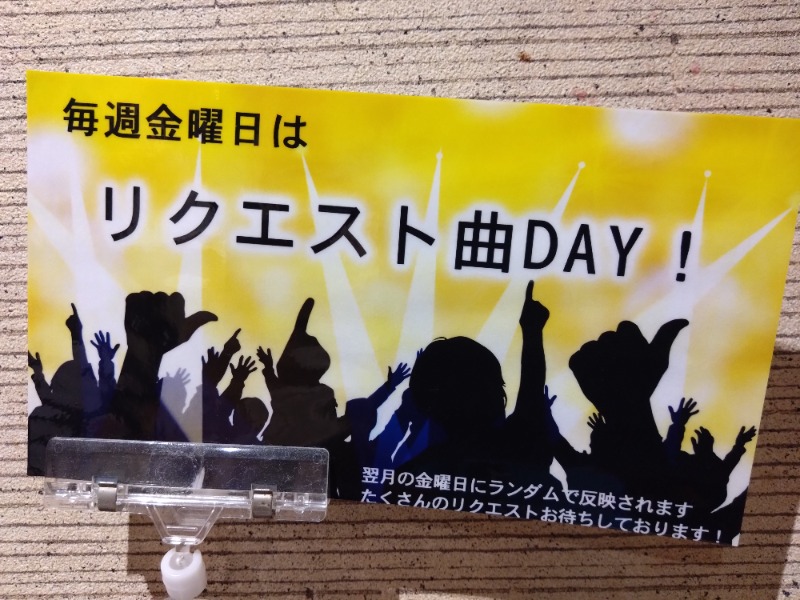 毎週金曜日は
リクエスト曲DAY！
翌月の金曜日にランダムで反映されます
たくさんのリクエストお待ちしております！